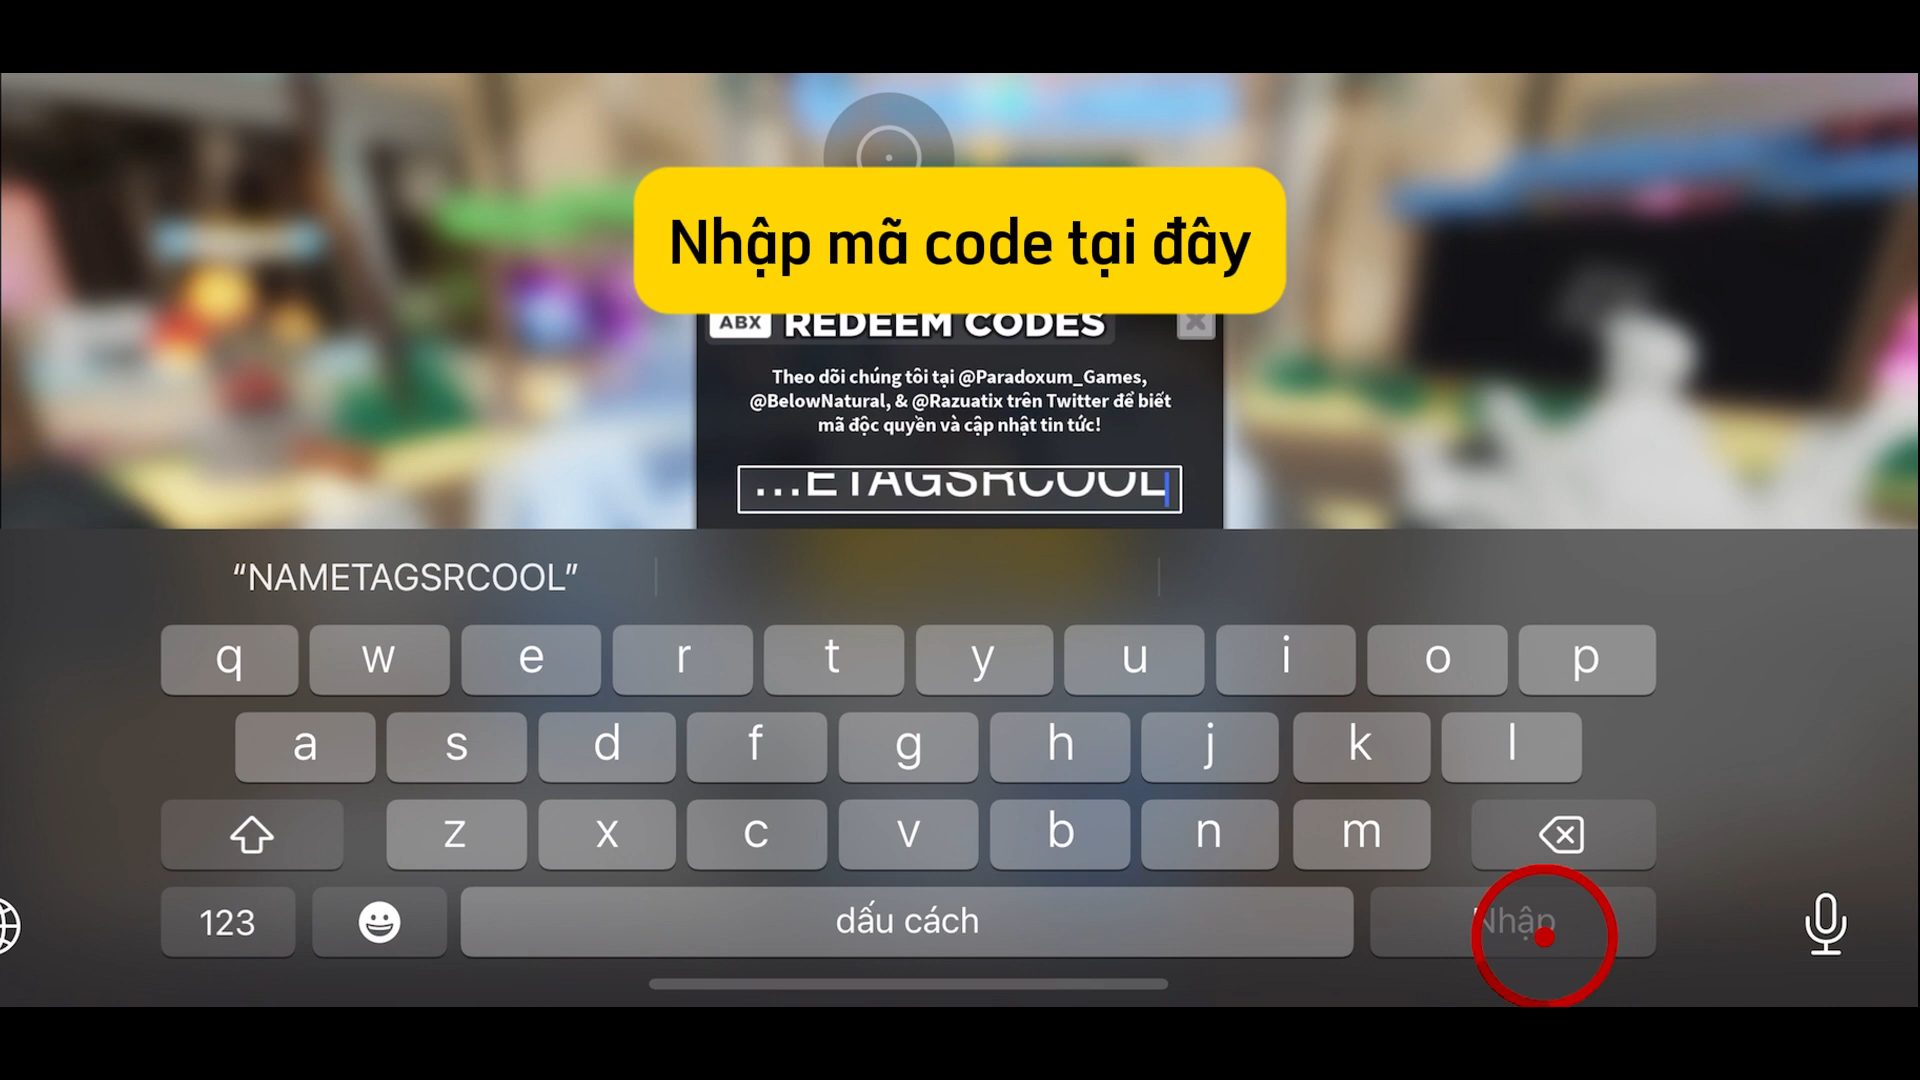 Nhập mã code tại đây
ABX REDEEM CODES
Theo dõi chúng tôi tại @Paradoxum_Games,
@BelowNatural, & @Razuatix trên Twitter để biết
mã độc quyền và cập nhật tin tức!
...ETAGSRCOOL
“NAMETAGSRCOOL”
q w e r t y u i o p
a s d f g h j k l
z x c v b n m
123 dấu cách Nhập